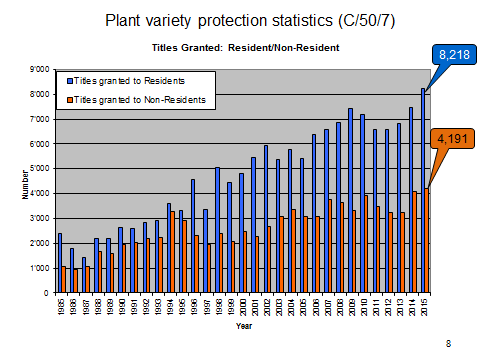 Plant variety protection statistics (C/50/7)
Titles Granted: Resident/Non-Resident
8,218
Titles granted to Residents
Titles granted to Non-Residents
4,191
Number
9'000
8'000
7'000
6'000
5'000
4'000
3'000
2'000
1'000
0
1985 1986 1987 1988 1989 1990 1991 1992 1993 1994 1995 1996 1997 1998 1999 2000 2001 2002 2003 2004 2005 2006 2007 2008 2009 2010 2011 2012 2013 2014 2015
Year
8